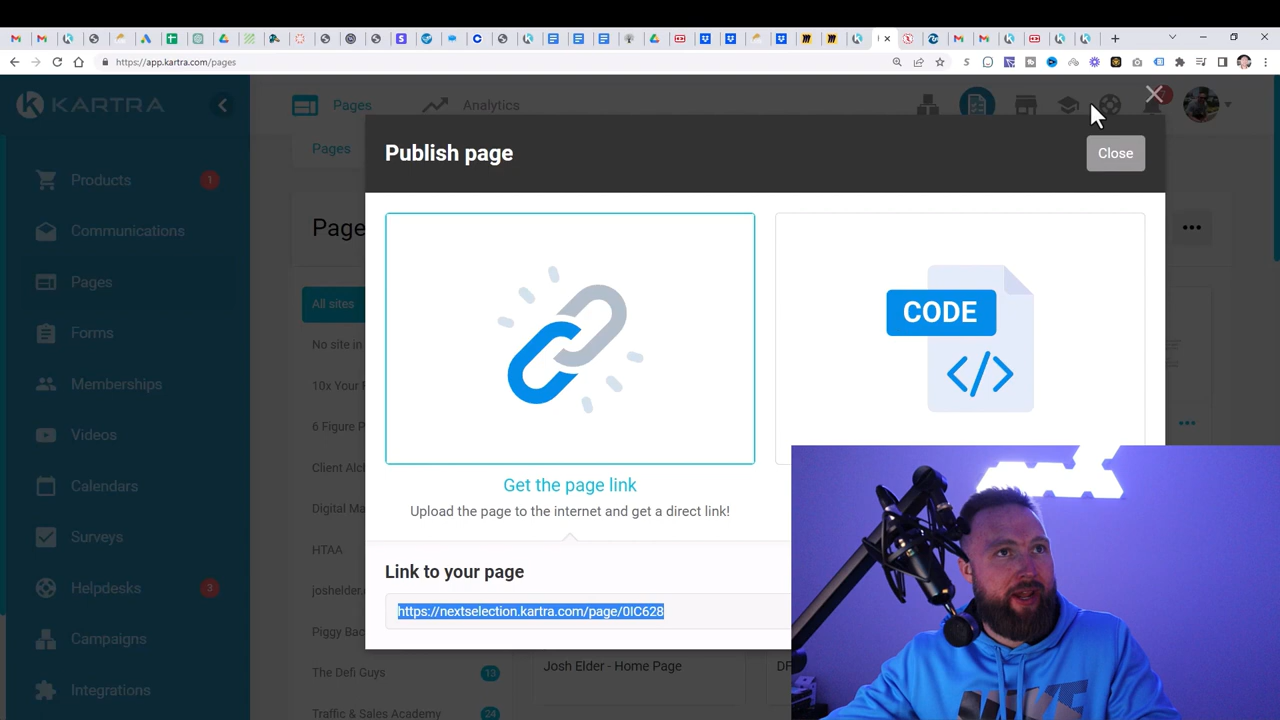 https://app.kartra.com/pages
KARTRA
Pages
Analytics
Products 1
Communications
Pages
Forms
Memberships
Videos
Calendars
Surveys
Helpdesks 3
Campaigns
Integrations
Pages
Page
All sites
No site in
10x Your
6 Figure P
Client Alc
Digital Ma
HTAA
joshelder.
Piggy Bac
The Defi Guys 13
Traffic & Sales Academy 24
Publish page
Close
CODE
</>
Get the page link
Upload the page to the internet and get a direct link!
Link to your page
https://nextselection.kartra.com/page/0IC628
Josh Elder - Home Page
DF